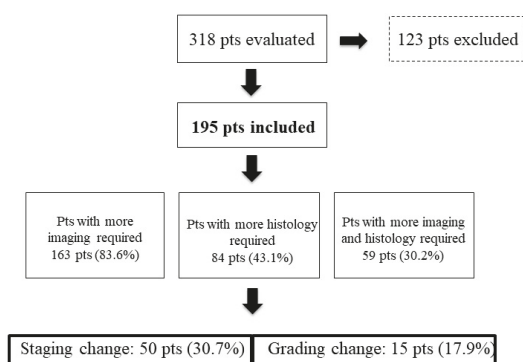 318 pts evaluated
123 pts excluded
195 pts included
Pts with more
imaging required
163 pts (83.6%)
Pts with more histology
required
84 pts (43.1%)
Pts with more imaging
and histology required
59 pts (30.2%)
Staging change: 50 pts (30.7%)
Grading change: 15 pts (17.9%)